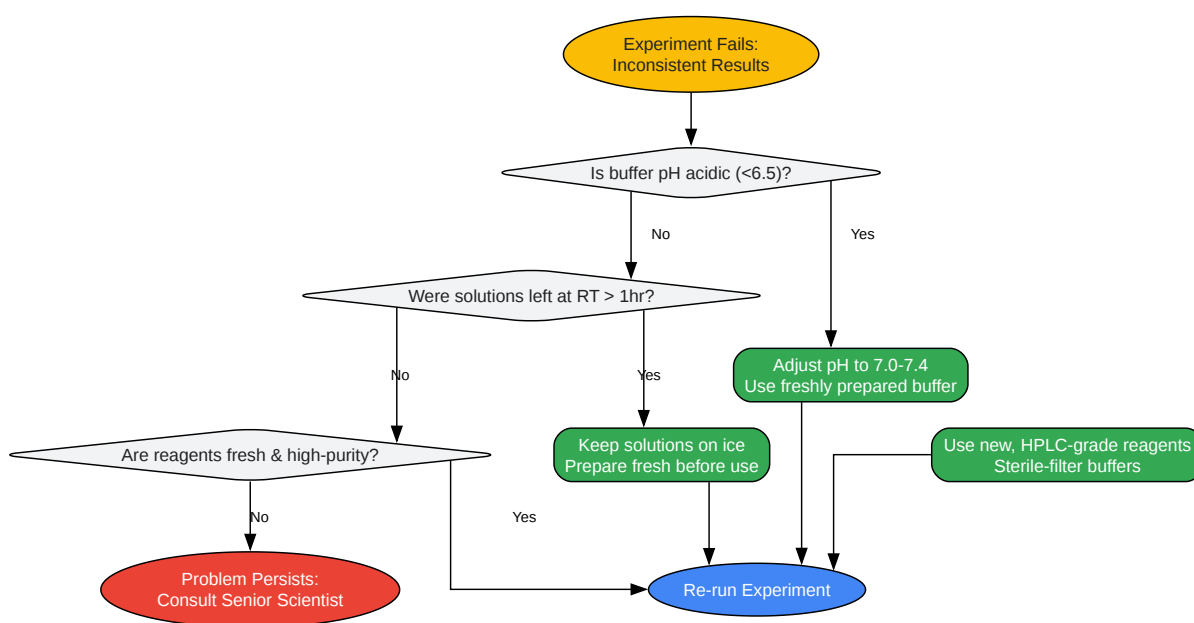 Experiment Fails:
Inconsistent Results
Is buffer pH acidic (<6.5)?
No
Yes
Were solutions left at RT > 1hr?
No
Yes
Adjust pH to 7.0-7.4
Use freshly prepared buffer
Are reagents fresh & high-purity?
Keep solutions on ice
Prepare fresh before use
Use new, HPLC-grade reagents
Sterile-filter buffers
No
Yes
Problem Persists:
Consult Senior Scientist
Re-run Experiment